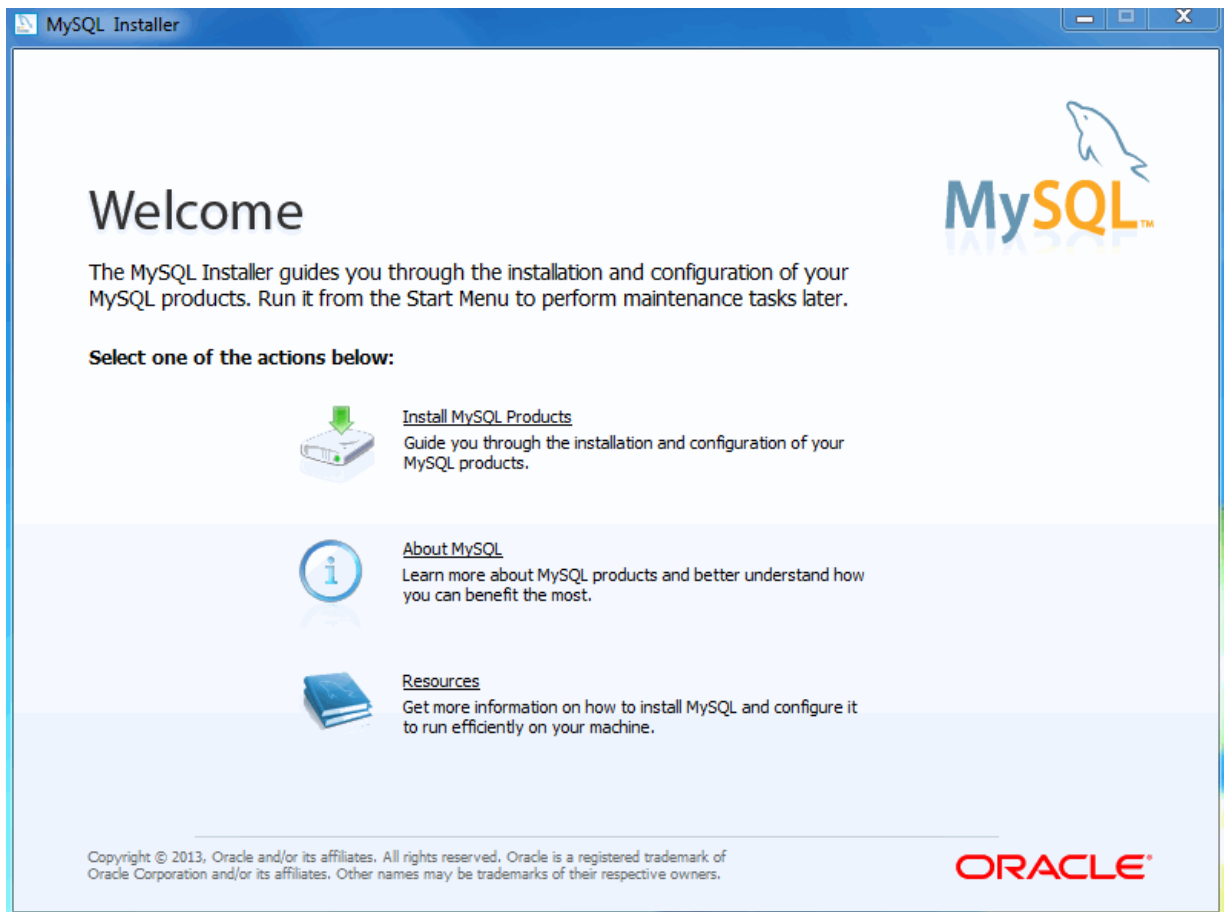 MySQL Installer
MySQL™
Welcome
The MySQL Installer guides you through the installation and configuration of your
MySQL products. Run it from the Start Menu to perform maintenance tasks later.
Select one of the actions below:
Install MySQL Products
Guide you through the installation and configuration of your
MySQL products.
About MySQL
Learn more about MySQL products and better understand how
you can benefit the most.
Resources
Get more information on how to install MySQL and configure it
to run efficiently on your machine.
Copyright © 2013, Oracle and/or its affiliates. All rights reserved. Oracle is a registered trademark of
Oracle Corporation and/or its affiliates. Other names may be trademarks of their respective owners.
ORACLE®